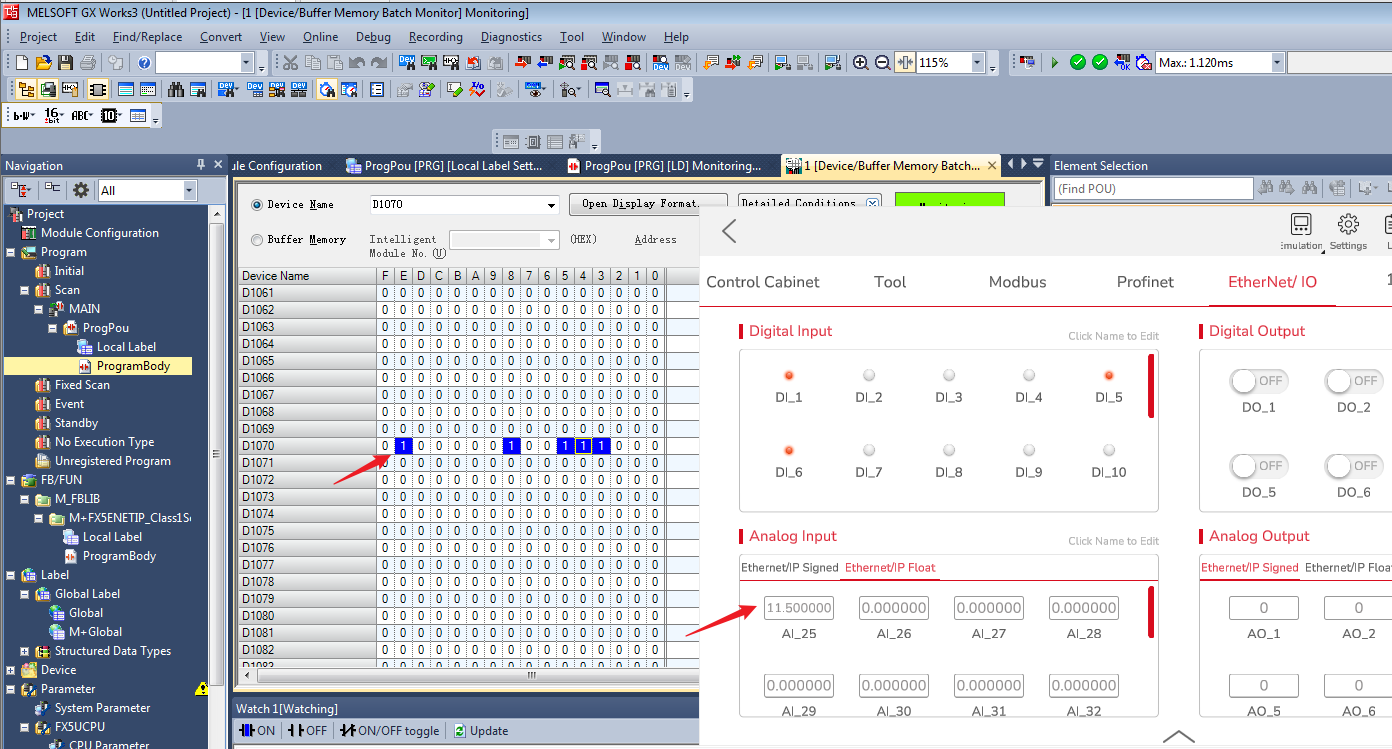 MELSOFT GX Works3 (Untitled Project) - [1 [Device/Buffer Memory Batch Monitor] Monitoring]
Project Edit Find/Replace Convert View Online Debug Recording Diagnostics Tool Window Help
115%
Max.: 1.120ms
Navigation
All
Project
Module Configuration
Program
Initial
Scan
MAIN
ProgPou
Local Label
ProgramBody
Fixed Scan
Event
Standby
No Execution Type
Unregistered Program
FB/FUN
M_FBLIB
M+FX5ENETIP_Class1S
Local Label
ProgramBody
Label
Global Label
Global
M+Global
Structured Data Types
Device
Parameter
System Parameter
FX5UCPU
CPU Parameter
ule Configuration
ProgPou [PRG] [Local Label Sett...
ProgPou [PRG] [LD] Monitoring...
1 [Device/Buffer Memory Batch...
Element Selection
(Find POU)
Device Name D1070 Open Display Format. Detailed Conditions
Buffer Memory Intelligent Module No. (U) (HEX) Address
Device Name F E D C B A 9 8 7 6 5 4 3 2 1 0
D1061 0 0 0 0 0 0 0 0 0 0 0 0 0 0 0 0
D1062 0 0 0 0 0 0 0 0 0 0 0 0 0 0 0 0
D1063 0 0 0 0 0 0 0 0 0 0 0 0 0 0 0 0
D1064 0 0 0 0 0 0 0 0 0 0 0 0 0 0 0 0
D1065 0 0 0 0 0 0 0 0 0 0 0 0 0 0 0 0
D1066 0 0 0 0 0 0 0 0 0 0 0 0 0 0 0 0
D1067 0 0 0 0 0 0 0 0 0 0 0 0 0 0 0 0
D1068 0 0 0 0 0 0 0 0 0 0 0 0 0 0 0 0
D1069 0 0 0 0 0 0 0 0 0 0 0 0 0 0 0 0
D1070 0 1 0 0 0 0 0 1 0 0 1 1 1 0 0 0
D1071 0 0 0 0 0 0 0 0 0 0 0 0 0 0 0 0
D1072 0 0 0 0 0 0 0 0 0 0 0 0 0 0 0 0
D1073 0 0 0 0 0 0 0 0 0 0 0 0 0 0 0 0
D1074 0 0 0 0 0 0 0 0 0 0 0 0 0 0 0 0
D1075 0 0 0 0 0 0 0 0 0 0 0 0 0 0 0 0
D1076 0 0 0 0 0 0 0 0 0 0 0 0 0 0 0 0
D1077 0 0 0 0 0 0 0 0 0 0 0 0 0 0 0 0
D1078 0 0 0 0 0 0 0 0 0 0 0 0 0 0 0 0
D1079 0 0 0 0 0 0 0 0 0 0 0 0 0 0 0 0
D1080 0 0 0 0 0 0 0 0 0 0 0 0 0 0 0 0
D1081 0 0 0 0 0 0 0 0 0 0 0 0 0 0 0 0
D1082 0 0 0 0 0 0 0 0 0 0 0 0 0 0 0 0
D1083 0 0 0 0 0 0 0 0 0 0 0 0 0 0 0 0
Watch 1[Watching]
ON OFF ON/OFF toggle Update
imulation Settings
Control Cabinet Tool Modbus Profinet EtherNet/ IO
Digital Input Click Name to Edit
DI_1 DI_2 DI_3 DI_4 DI_5
DI_6 DI_7 DI_8 DI_9 DI_10
Digital Output
OFF OFF
DO_1 DO_2
OFF OFF
DO_5 DO_6
Analog Input Click Name to Edit
Ethernet/IP Signed Ethernet/IP Float
11.500000 0.000000 0.000000 0.000000
AI_25 AI_26 AI_27 AI_28
0.000000 0.000000 0.000000 0.000000
AI_29 AI_30 AI_31 AI_32
Analog Output
Ethernet/IP Signed Ethernet/IP Floa
0 0
AO_1 AO_2
0 0
AO_5 AO_6